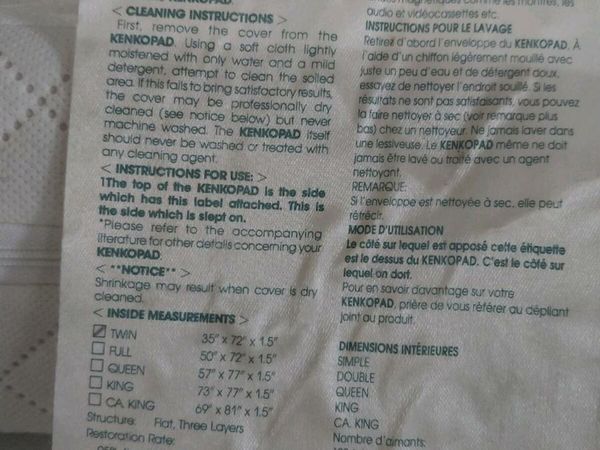 KENKOPAD.
< CLEANING INSTRUCTIONS >
First, remove the cover from the
KENKOPAD. Using a soft cloth lightly
moistened with only water and a mild
detergent, attempt to clean the soiled
area. If this fails to bring satisfactory results,
the cover may be professionally dry
cleaned (see notice below) but never
machine washed. The KENKOPAD itself
should never be washed or treated with
any cleaning agent.
< INSTRUCTIONS FOR USE: >
1The top of the KENKOPAD is the side
which has this label attached. This is
the side which is slept on.
*Please refer to the accompanying
literature for other details concerning your
KENKOPAD.
< **NOTICE** >
Shrinkage may result when cover is dry
cleaned.
< INSIDE MEASUREMENTS >
TWIN 35" x 72" x 1.5"
FULL 50" x 72" x 1.5"
QUEEN 57" x 77" x 1.5"
KING 73" x 77" x 1.5"
CA. KING 69" x 81" x 1.5"
Structure: Flat, Three Layers
Restoration Rate:
audio et vidéocassettes etc.
INSTRUCTIONS POUR LE LAVAGE
Retirez d'abord l'enveloppe du KENKOPAD. À
l'aide d'un chiffon légèrement mouillé avec
juste un peu d'eau et de détergent doux,
essayez de nettoyer l'endroit souillé. Si les
résultats ne sont pas satisfaisants, vous pouvez
la faire nettoyer à sec (voir remarque plus
bas) chez un nettoyeur. Ne jamais laver dans
une lessiveuse. Le KENKOPAD même ne doit
jamais être lavé ou traité avec un agent
nettoyant.
REMARQUE:
Si l'enveloppe est nettoyée à sec, elle peut
rétrécir.
MODE D'UTILISATION
Le côté sur lequel est apposé cette étiquette
est le dessus du KENKOPAD. C'est le côté sur
lequel on dort.
Pour en savoir davantage sur votre
KENKOPAD, prière de vous référer au dépliant
joint au produit.
DIMENSIONS INTÉRIEURES
SIMPLE
DOUBLE
QUEEN
KING
CA. KING
Nombre d'aimants: